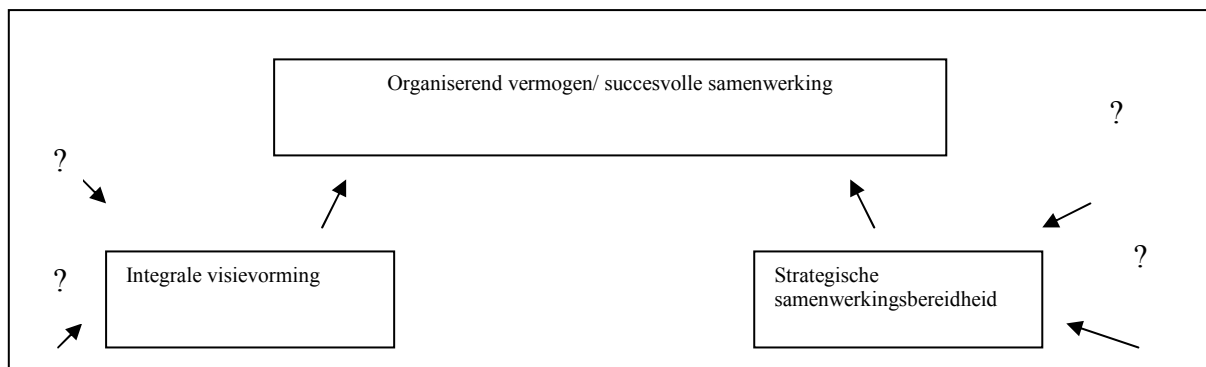 Organiserend vermogen/ succesvolle samenwerking
?
?
Integrale visievorming
?
Strategische
samenwerkingsbereidheid
?